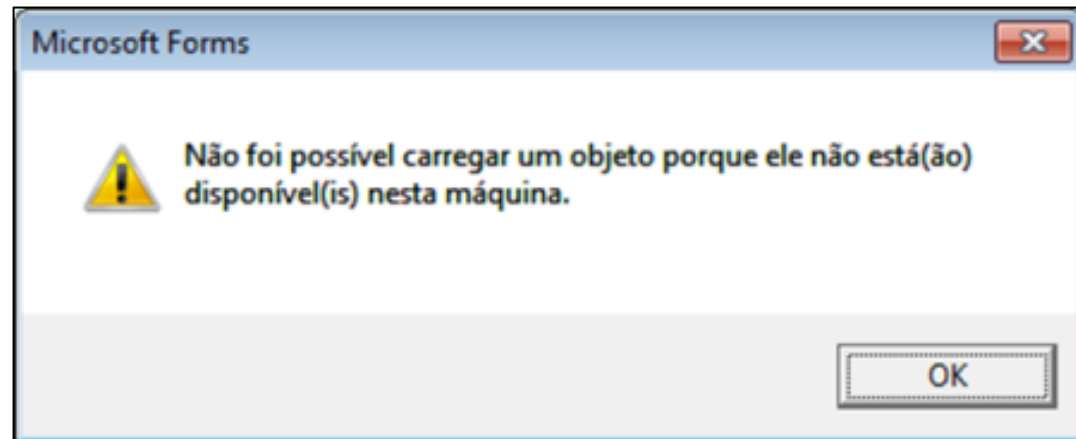 Microsoft Forms
Não foi possível carregar um objeto porque ele não está(ão)
disponível(is) nesta máquina.
OK